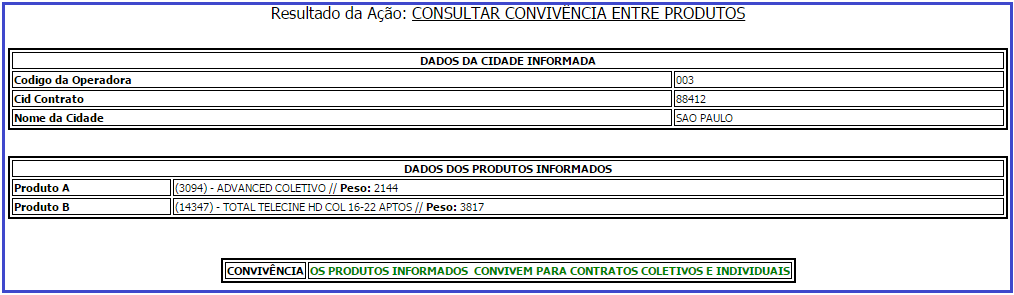 Resultado da Ação: CONSULTAR CONVIVÊNCIA ENTRE PRODUTOS
DADOS DA CIDADE INFORMADA
Codigo da Operadora 003
Cid Contrato 88412
Nome da Cidade SAO PAULO
DADOS DOS PRODUTOS INFORMADOS
Produto A (3094) - ADVANCED COLETIVO // Peso: 2144
Produto B (14347) - TOTAL TELECINE HD COL 16-22 APTOS // Peso: 3817
CONVIVÊNCIA OS PRODUTOS INFORMADOS CONVIVEM PARA CONTRATOS COLETIVOS E INDIVIDUAIS